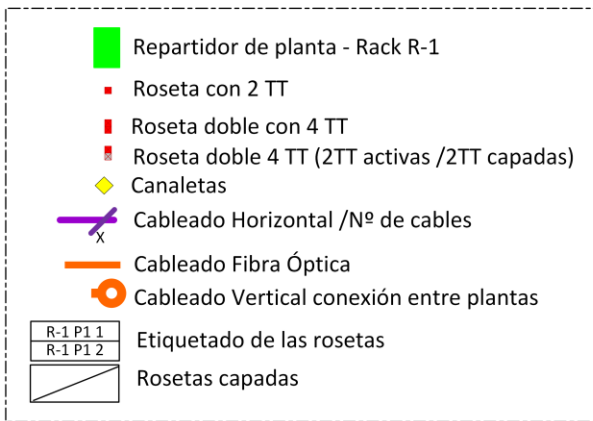 Repartidor de planta - Rack R-1
Roseta con 2 TT
Roseta doble con 4 TT
Roseta doble 4 TT (2TT activas /2TT capadas)
Canaletas
Cableado Horizontal /Nº de cables
X
Cableado Fibra Óptica
Cableado Vertical conexión entre plantas
R-1 P1 1
R-1 P1 2
Etiquetado de las rosetas
Rosetas capadas